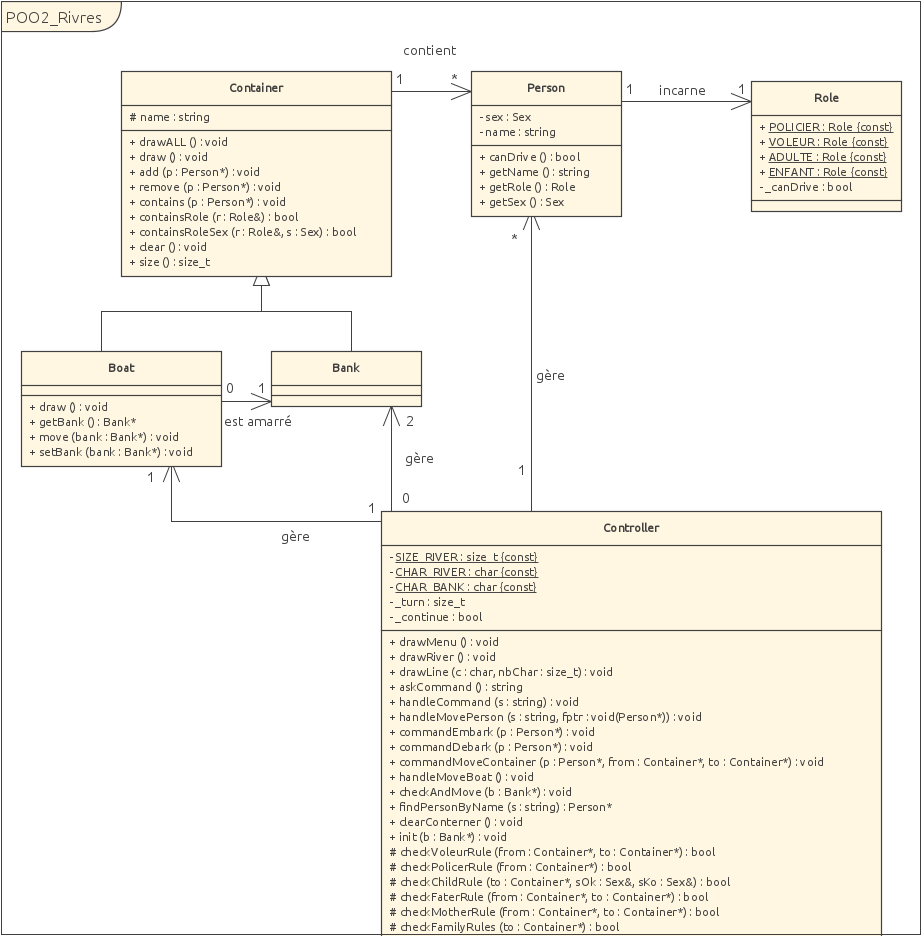 POO2_Rivres
contient
Container
1
*
Person
1
incarne
1
Role
# name : string
+ drawALL () : void
+ draw () : void
+ add (p : Person*) : void
+ remove (p : Person*) : void
+ contains (p : Person*) : void
+ containsRole (r : Role&) : bool
+ containsRoleSex (r : Role&, s : Sex) : bool
+ clear () : void
+ size () : size_t
- sex : Sex
- name : string
+ canDrive () : bool
+ getName () : string
+ getRole () : Role
+ getSex () : Sex
+ POLICIER : Role {const}
+ VOLEUR : Role {const}
+ ADULTE : Role {const}
+ ENFANT : Role {const}
- _canDrive : bool
*
Boat
+ draw () : void
+ getBank () : Bank*
+ move (bank : Bank*) : void
+ setBank (bank : Bank*) : void
0
1
est amarré
Bank
gère
2
gère
1
1
0
1
gère
Controller
- SIZE_RIVER : size_t {const}
- CHAR_RIVER : char {const}
- CHAR_BANK : char {const}
- _turn : size_t
- _continue : bool
+ drawMenu () : void
+ drawRiver () : void
+ drawLine (c : char, nbChar : size_t) : void
+ askCommand () : string
+ handleCommand (s : string) : void
+ handleMovePerson (s : string, fptr : void(Person*)) : void
+ commandEmbark (p : Person*) : void
+ commandDebark (p : Person*) : void
+ commandMoveContainer (p : Person*, from : Container*, to : Container*) : void
+ handleMoveBoat () : void
+ checkAndMove (b : Bank*) : void
+ findPersonByName (s : string) : Person*
+ clearConterner () : void
+ init (b : Bank*) : void
# checkVoleurRule (from : Container*, to : Container*) : bool
# checkPolicerRule (from : Container*) : bool
# checkChildRule (to : Container*, sOk : Sex&, sKo : Sex&) : bool
# checkFaterRule (from : Container*, to : Container*) : bool
# checkMotherRule (from : Container*, to : Container*) : bool
# checkFamilyRules (to : Container*) : bool